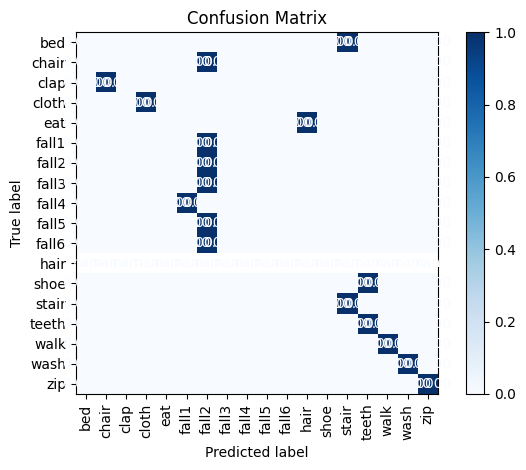 Confusion Matrix
bed
chair
clap
cloth
eat
fall1
fall2
fall3
fall4
fall5
fall6
hair
shoe
stair
teeth
walk
wash
zip
True label
bed
chair
clap
cloth
eat
fall1
fall2
fall3
fall4
fall5
fall6
hair
shoe
stair
teeth
walk
wash
zip
Predicted label
1.0
0.8
0.6
0.4
0.2
0.0